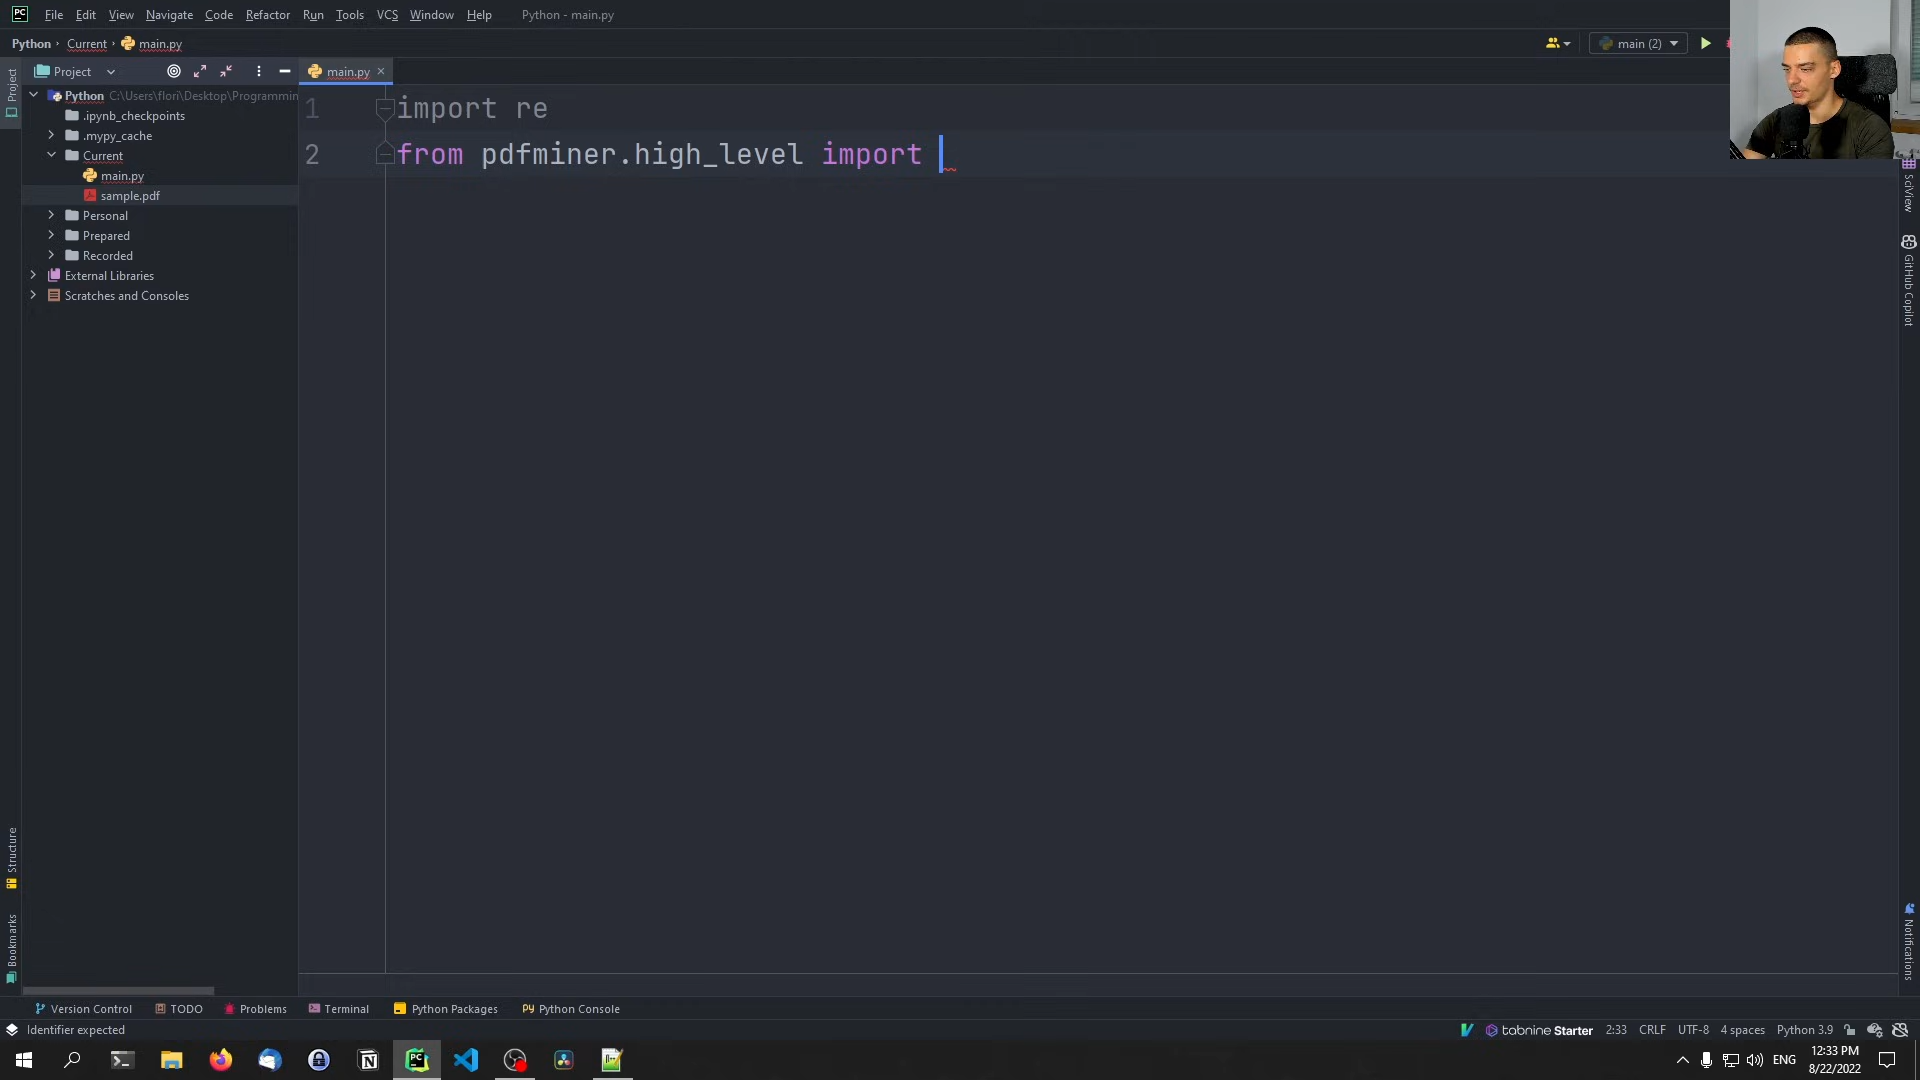 PC File Edit View Navigate Code Refactor Run Tools VCS Window Help Python - main.py
Python › Current › main.py
main (2)
Project
main.py
Python C:\Users\flori\Desktop\Programmin
.ipynb_checkpoints
.mypy_cache
Current
main.py
sample.pdf
Personal
Prepared
Recorded
External Libraries
Scratches and Consoles
Project
Structure
Bookmarks
1 import re
2 from pdfminer.high_level import
SciView
GitHub Copilot
Notifications
Version Control TODO Problems Terminal Python Packages Python Console
Identifier expected
tabnine Starter 2:33 CRLF UTF-8 4 spaces Python 3.9
ENG
12:33 PM
8/22/2022